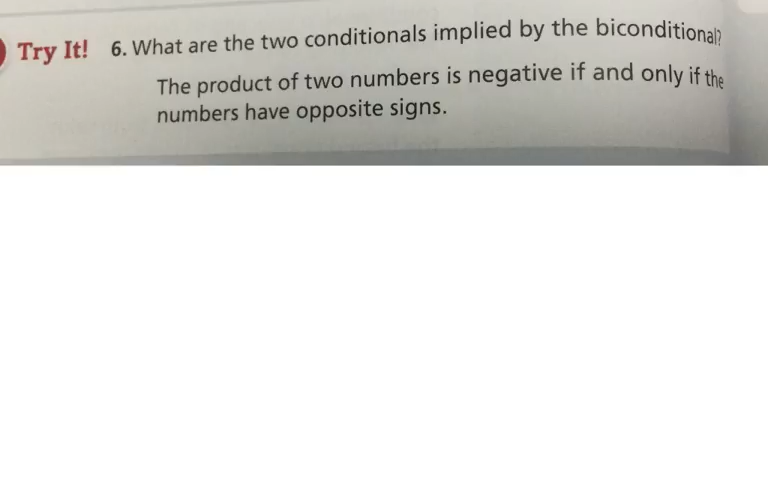 Try It! 6. What are the two conditionals implied by the biconditional?
The product of two numbers is negative if and only if the
numbers have opposite signs.